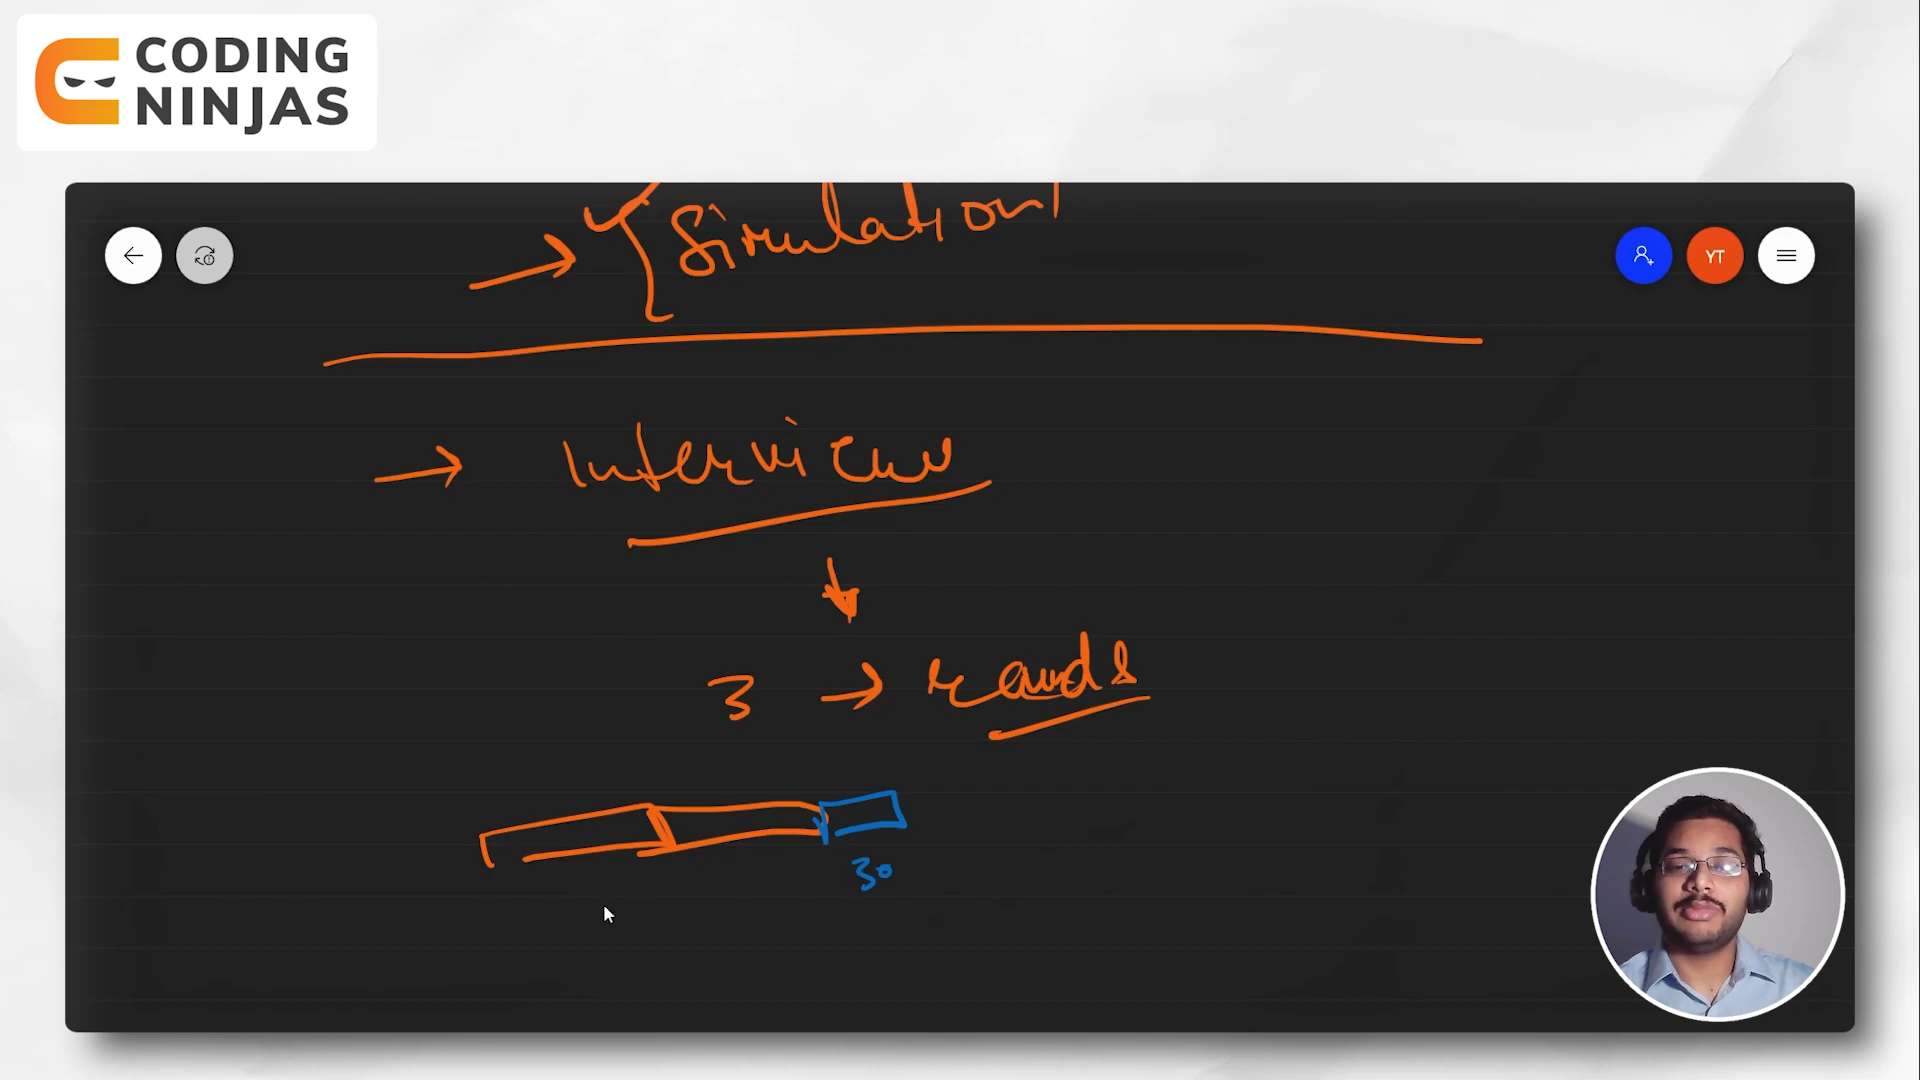 CODING
NINJAS
→ { Simulation
YT
→ Interview
3 → rounds
30